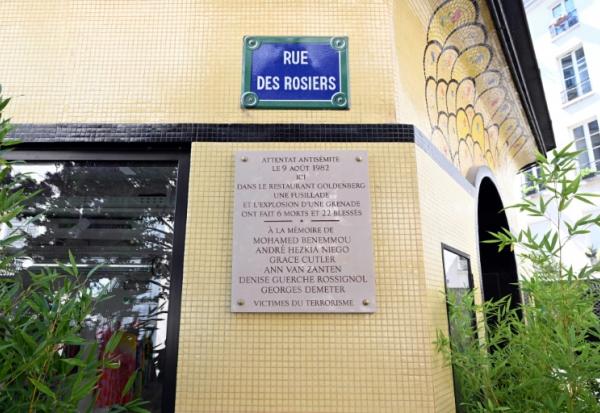 RUE
DES ROSIERS
ATTENTAT ANTISÉMITE
LE 9 AOÛT 1982
ICI
DANS LE RESTAURANT GOLDENBERG
UNE FUSILLADE
ET L'EXPLOSION D'UNE GRENADE
ONT FAIT 6 MORTS ET 22 BLESSÉS
À LA MÉMOIRE DE
MOHAMED BENEMMOU
ANDRÉ HEZKIA NIEGO
GRACE CUTLER
ANN VAN ZANTEN
DENISE GUERCHE ROSSIGNOL
GEORGES DEMETER
VICTIMES DU TERRORISME